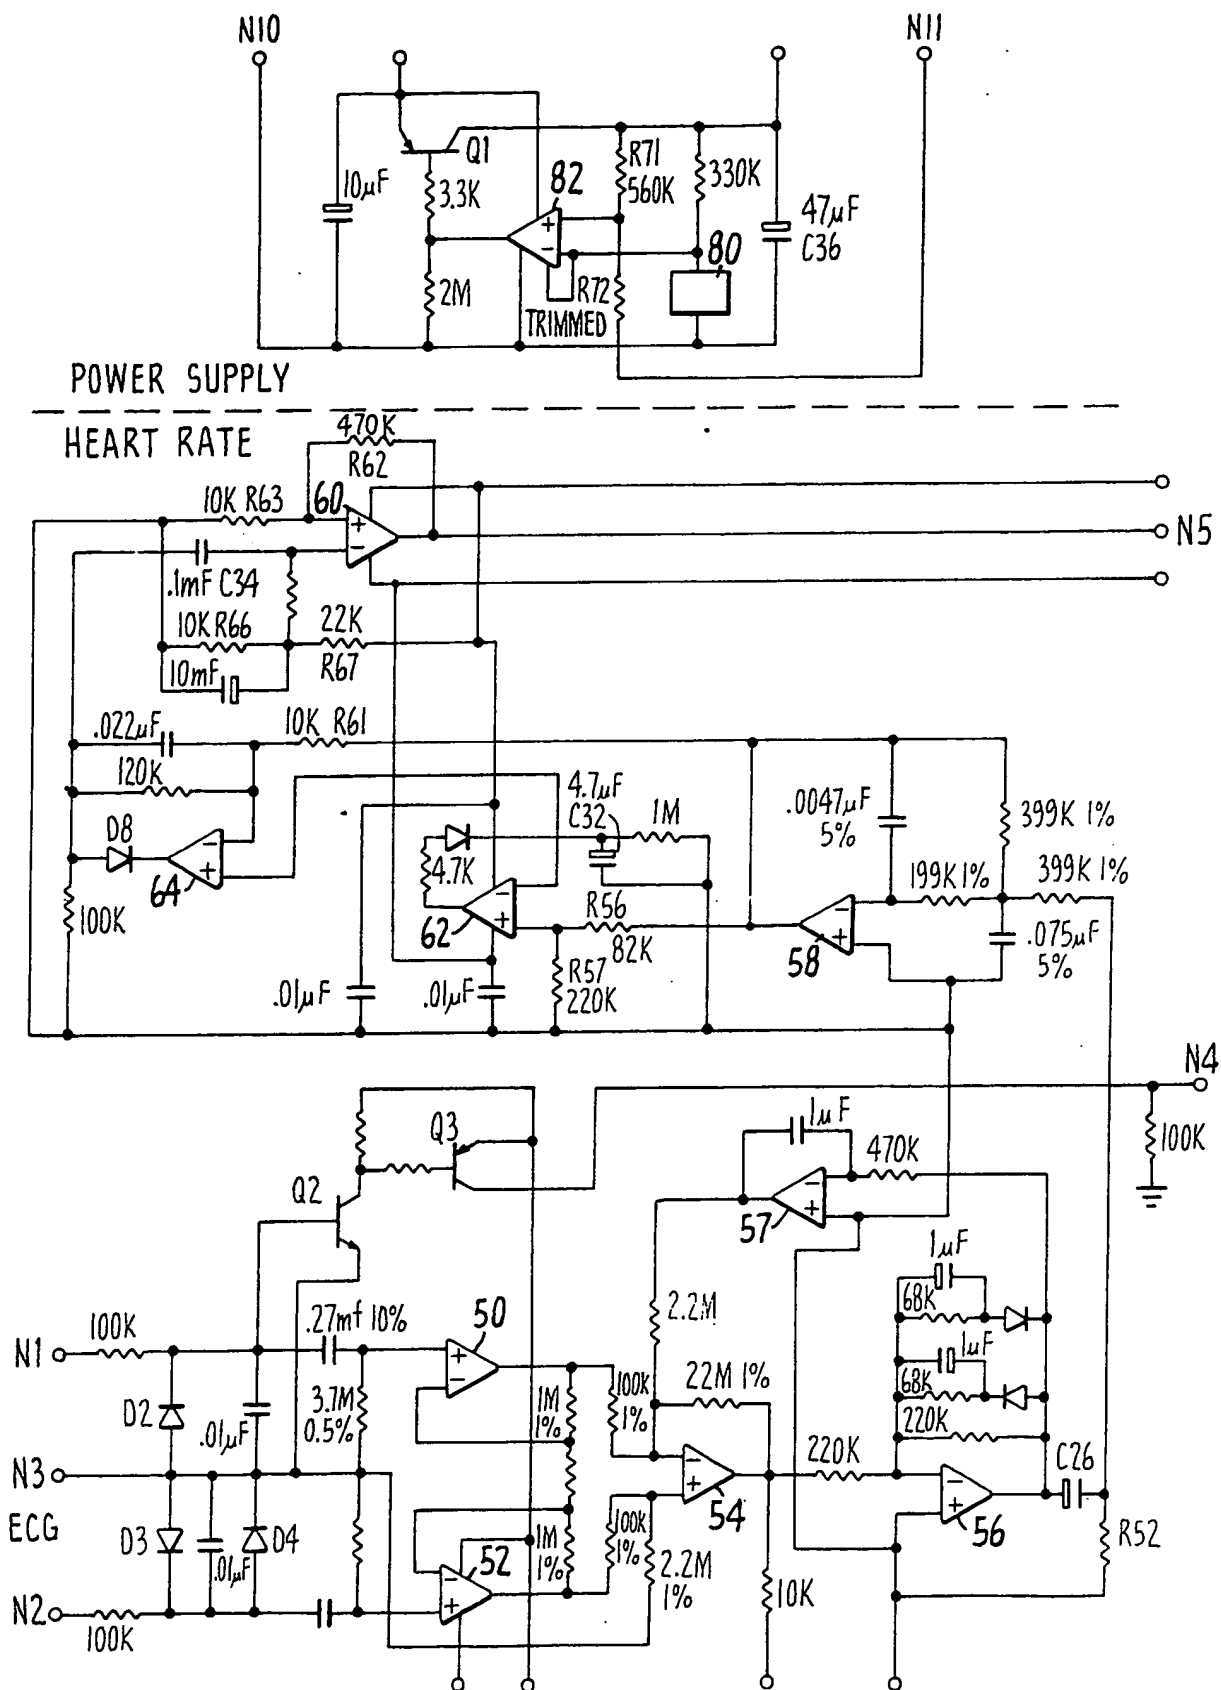 N10
N11
Q1
10µF
3.3K
82
+
−
R71
560K
330K
47µF
C36
80
2M
R72
TRIMMED
POWER SUPPLY
HEART RATE
470K
R62
10K R63
60
+
−
N5
.1mF C34
10K R66
22K
R67
10mF
.022µF
10K R61
120K
4.7µF
C32
1M
.0047µF
5%
399K 1%
D8
−
+
64
4.7K
199K 1%
399K 1%
100K
−
+
62
R56
82K
−
+
58
.075µF
5%
.01µF
.01µF
R57
220K
N4
Q3
1µF
470K
100K
Q2
−
+
57
1µF
68K
.27mf 10%
50
2.2M
N1
100K
+
−
1µF
22M 1%
68K
D2
.01µF
3.7M
0.5%
1M
1%
100K
1%
220K
220K
C26
N3
−
+
54
−
+
56
ECG
D3
.01µF
D4
52
1M
1%
100K
1%
2.2M
1%
R52
−
+
10K
N2
100K